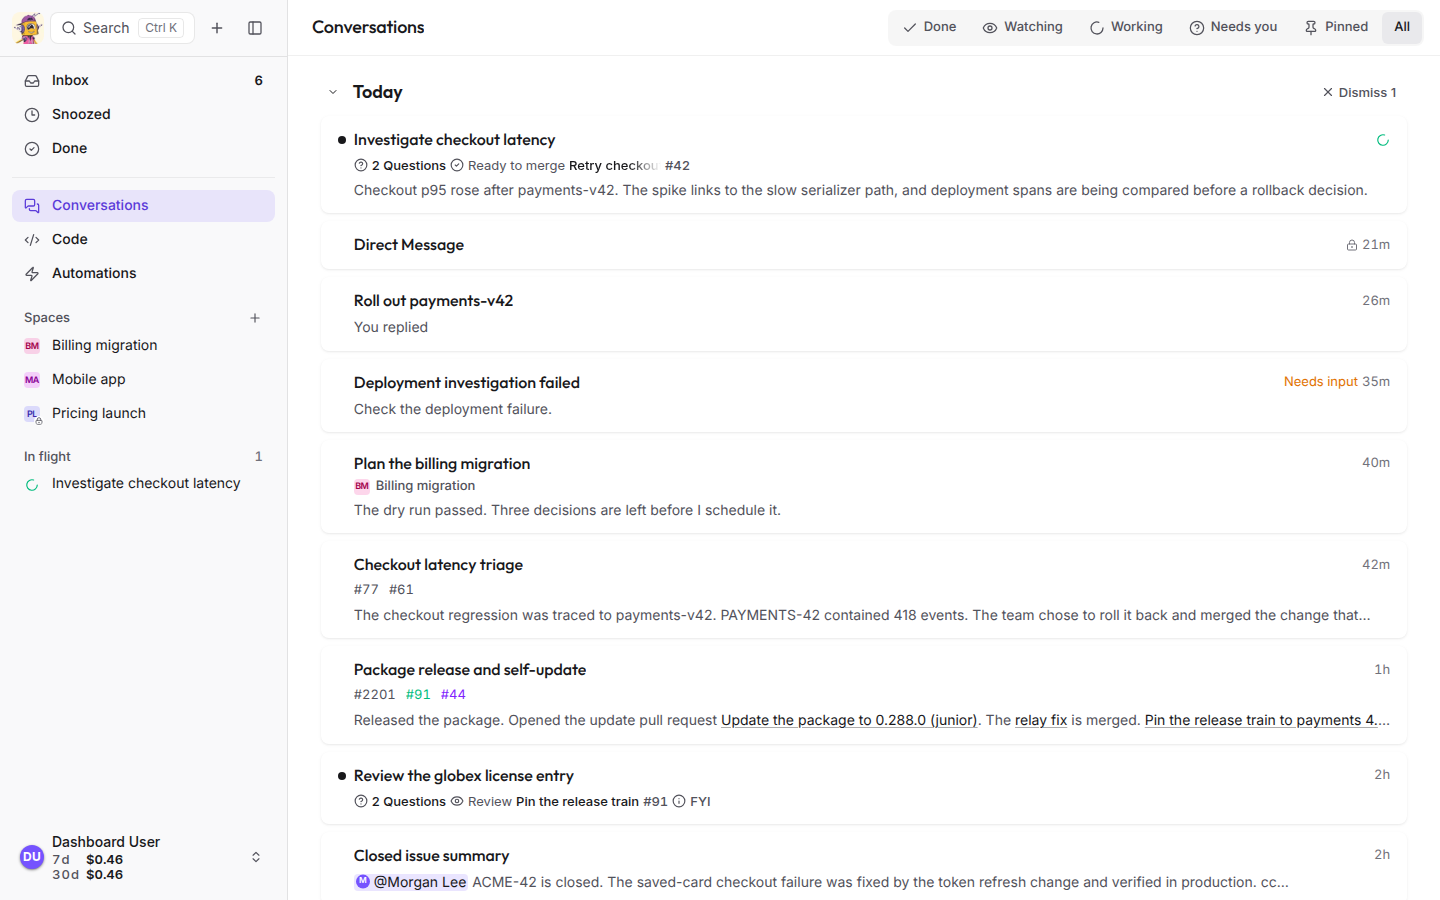 Search Ctrl K
Inbox 6
Snoozed
Done
Conversations
Code
Automations
Spaces
BM Billing migration
MA Mobile app
PL Pricing launch
In flight 1
Investigate checkout latency
DU Dashboard User
7d $0.46
30d $0.46
Conversations
Done Watching Working Needs you Pinned All
Today Dismiss 1
Investigate checkout latency
2 Questions Ready to merge Retry checkou #42
Checkout p95 rose after payments-v42. The spike links to the slow serializer path, and deployment spans are being compared before a rollback decision.
Direct Message 21m
Roll out payments-v42 26m
You replied
Deployment investigation failed Needs input 35m
Check the deployment failure.
Plan the billing migration 40m
BM Billing migration
The dry run passed. Three decisions are left before I schedule it.
Checkout latency triage 42m
#77 #61
The checkout regression was traced to payments-v42. PAYMENTS-42 contained 418 events. The team chose to roll it back and merged the change that...
Package release and self-update 1h
#2201 #91 #44
Released the package. Opened the update pull request Update the package to 0.288.0 (junior). The relay fix is merged. Pin the release train to payments 4....
Review the globex license entry 2h
2 Questions Review Pin the release train #91 FYI
Closed issue summary 2h
M @Morgan Lee ACME-42 is closed. The saved-card checkout failure was fixed by the token refresh change and verified in production. cc...